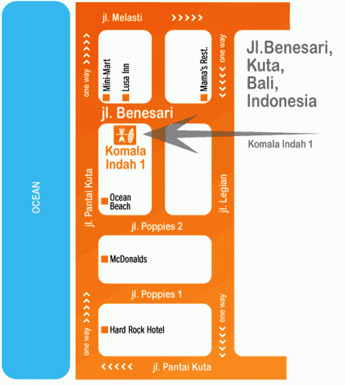 jl. Melasti
>>>>>>
one way
Mini-Mart
Lusa Inn
Mama's Rest.
one way
Jl.Benesari,
Kuta,
Bali,
Indonesia
jl. Benesari
Komala
Indah 1
Komala Indah 1
OCEAN
jl. Pantai Kuta
Ocean
Beach
jl. Legian
jl. Poppies 2
McDonalds
jl. Poppies 1
one way
Hard Rock Hotel
one way
<<<<< jl. Pantai Kuta